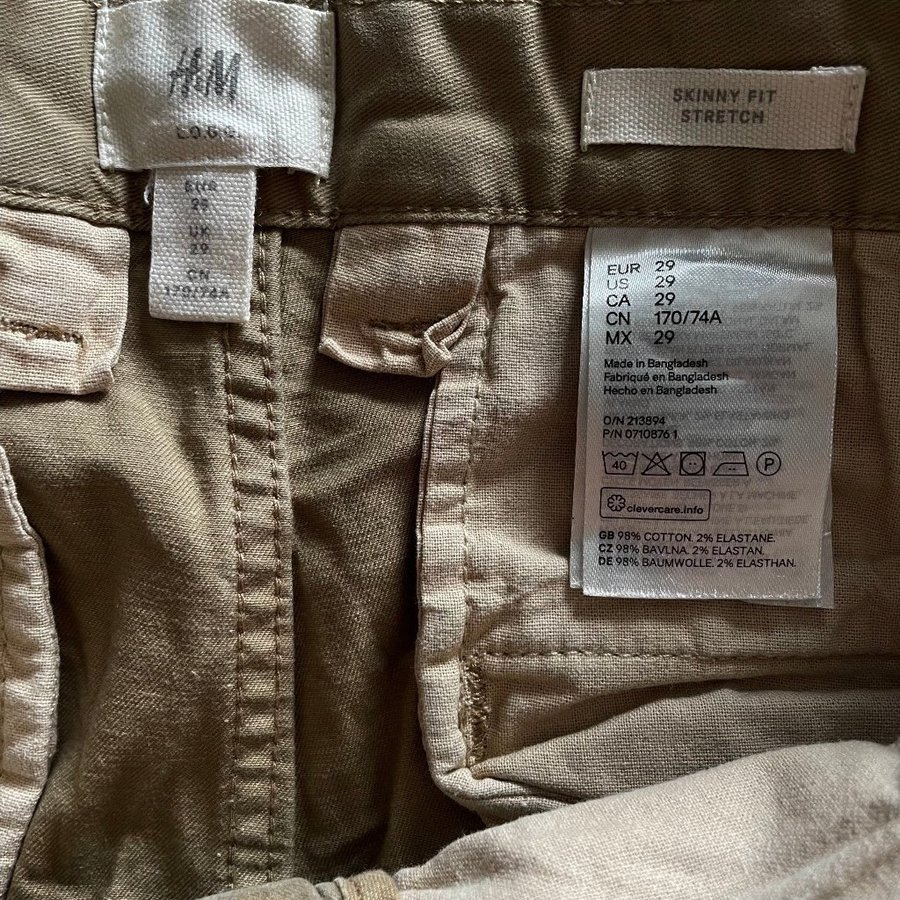 H&M
L.O.G.G.
EUR
29
UK
29
CN
170/74A
SKINNY FIT
STRETCH
EUR 29
US 29
CA 29
CN 170/74A
MX 29
Made in Bangladesh
Fabriqué en Bangladesh
Hecho en Bangladesh
O/N 213894
P/N 0710876 1
40
P
clevercare.info
GB 98% COTTON. 2% ELASTANE.
CZ 98% BAVLNA. 2% ELASTAN.
DE 98% BAUMWOLLE. 2% ELASTHAN.